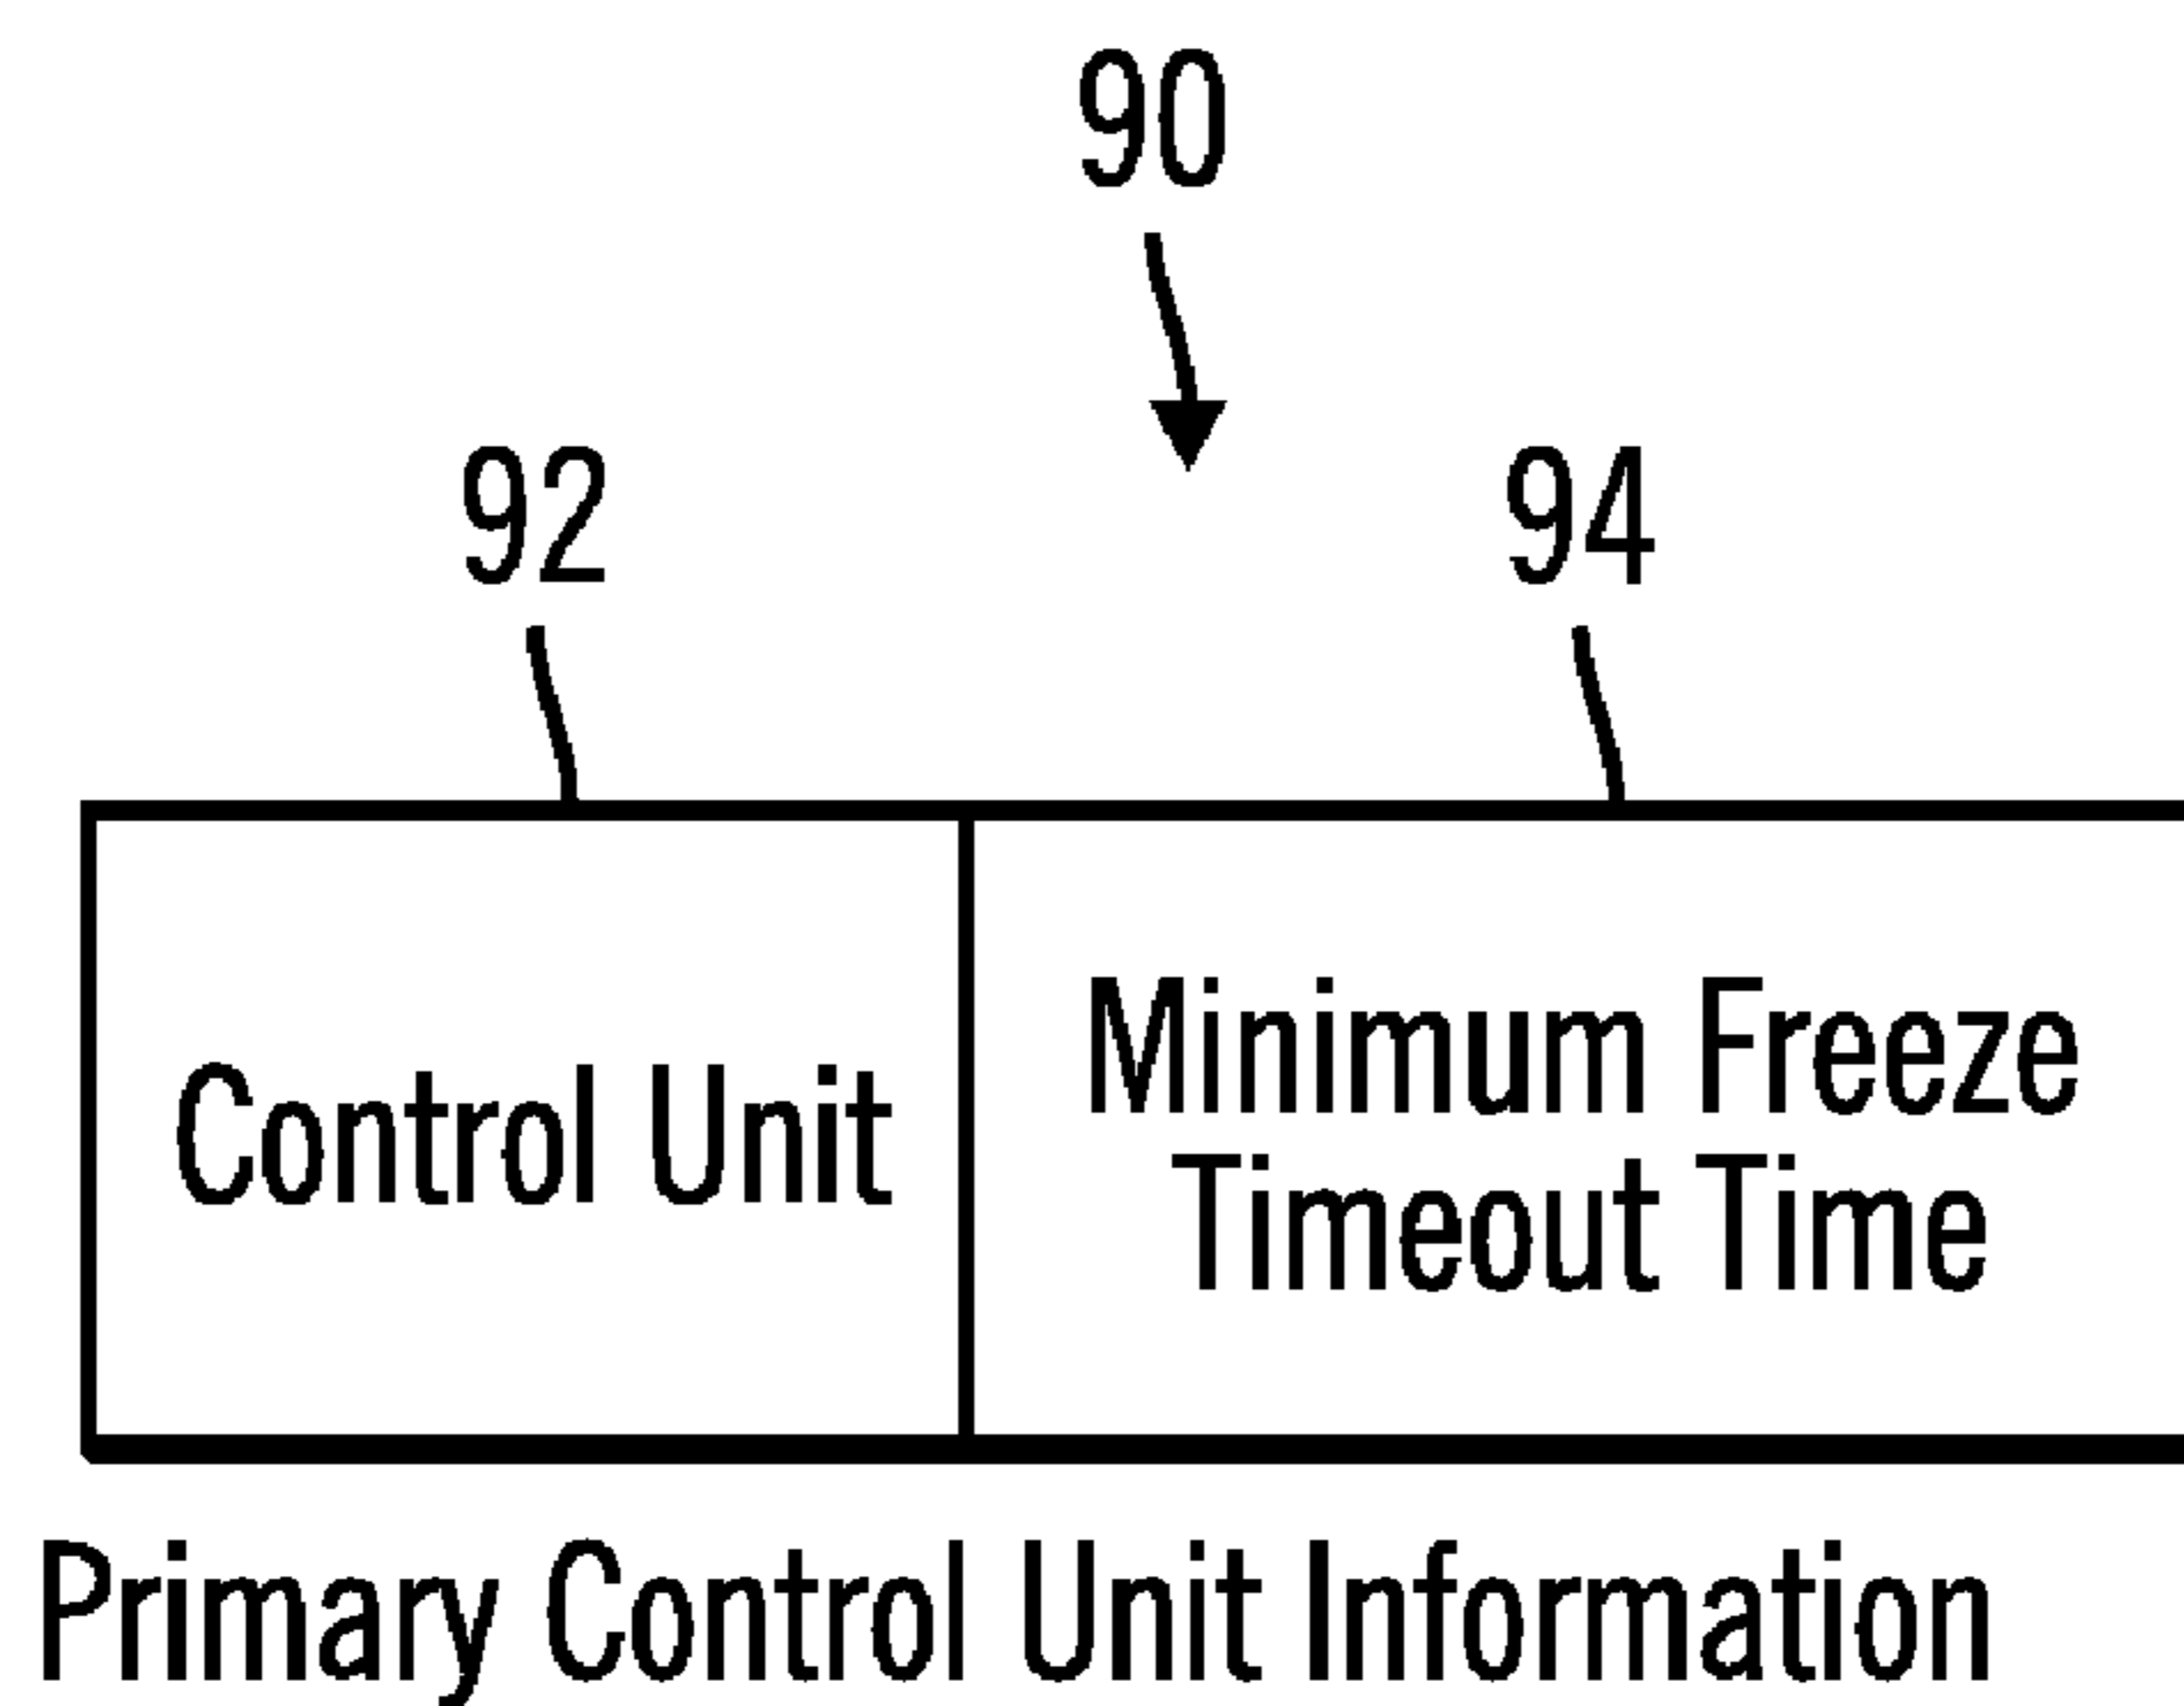 90
92
94
Control Unit
Minimum Freeze
Timeout Time
Primary Control Unit Information